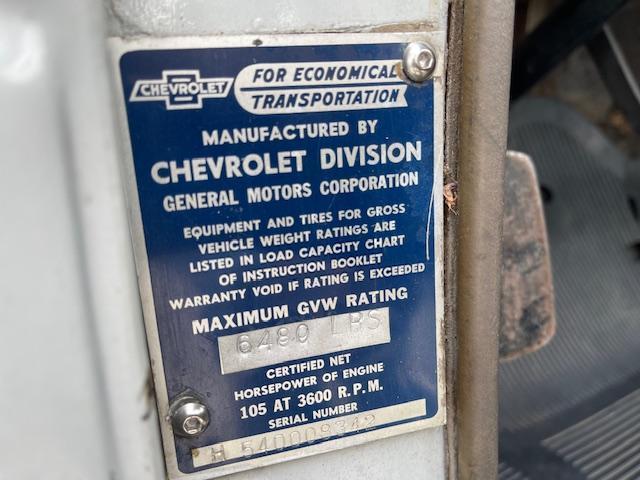 CHEVROLET
FOR ECONOMICAL
TRANSPORTATION
MANUFACTURED BY
CHEVROLET DIVISION
GENERAL MOTORS CORPORATION
EQUIPMENT AND TIRES FOR GROSS
VEHICLE WEIGHT RATINGS ARE
LISTED IN LOAD CAPACITY CHART
OF INSTRUCTION BOOKLET
WARRANTY VOID IF RATING IS EXCEEDED
MAXIMUM GVW RATING
6480 LBS
CERTIFIED NET
HORSEPOWER OF ENGINE
105 AT 3600 R.P.M.
SERIAL NUMBER
H 540009342